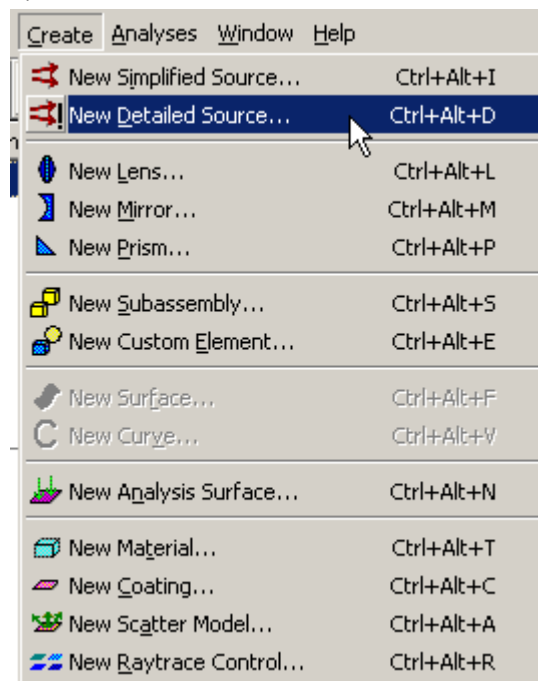 Create Analyses Window Help
New Simplified Source... Ctrl+Alt+I
New Detailed Source... Ctrl+Alt+D
New Lens... Ctrl+Alt+L
New Mirror... Ctrl+Alt+M
New Prism... Ctrl+Alt+P
New Subassembly... Ctrl+Alt+S
New Custom Element... Ctrl+Alt+E
New Surface... Ctrl+Alt+F
New Curve... Ctrl+Alt+V
New Analysis Surface... Ctrl+Alt+N
New Material... Ctrl+Alt+T
New Coating... Ctrl+Alt+C
New Scatter Model... Ctrl+Alt+A
New Raytrace Control... Ctrl+Alt+R